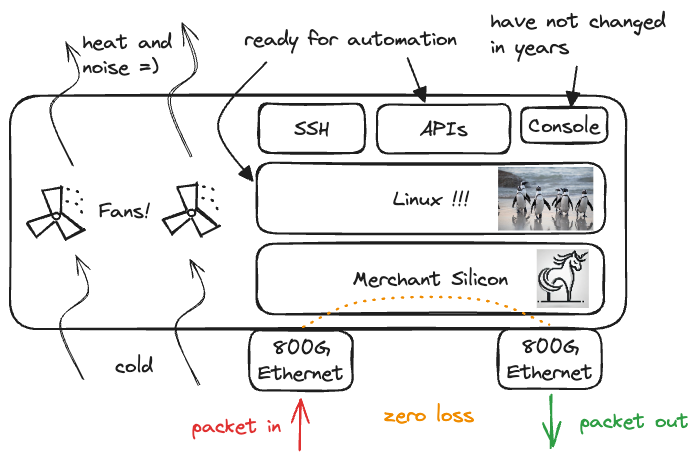 heat and
noise =)
ready for automation
have not changed
in years
SSH
APIs
Console
Fans!
Linux !!!
Merchant Silicon
cold
800G
Ethernet
800G
Ethernet
packet in
zero loss
packet out